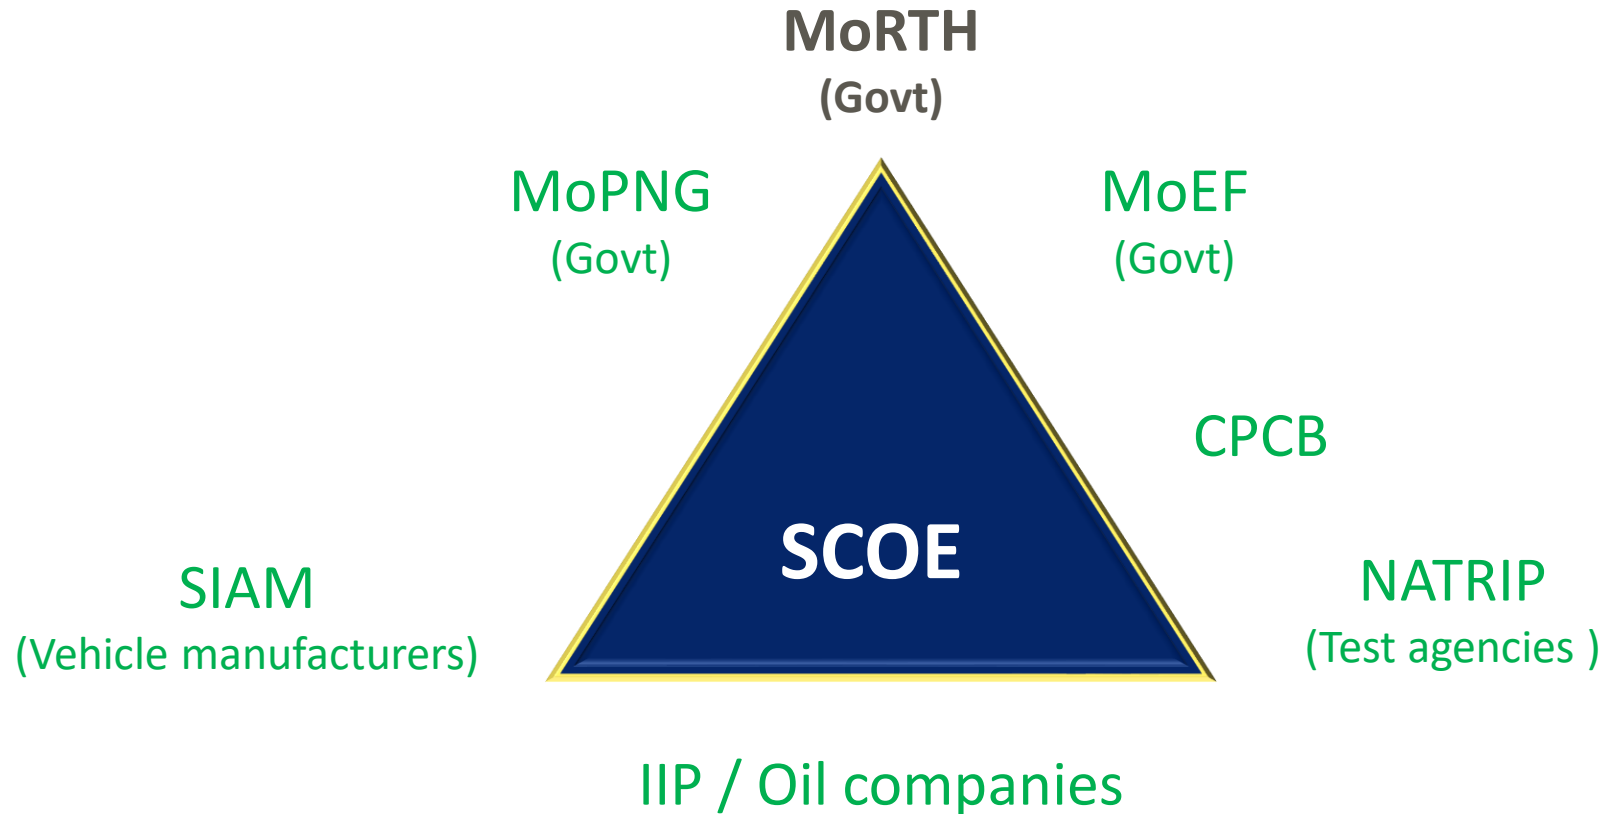 MoRTH
(Govt)
MoPNG
(Govt)
MoEF
(Govt)
CPCB
SCOE
SIAM
(Vehicle manufacturers)
NATRIP
(Test agencies )
IIP / Oil companies